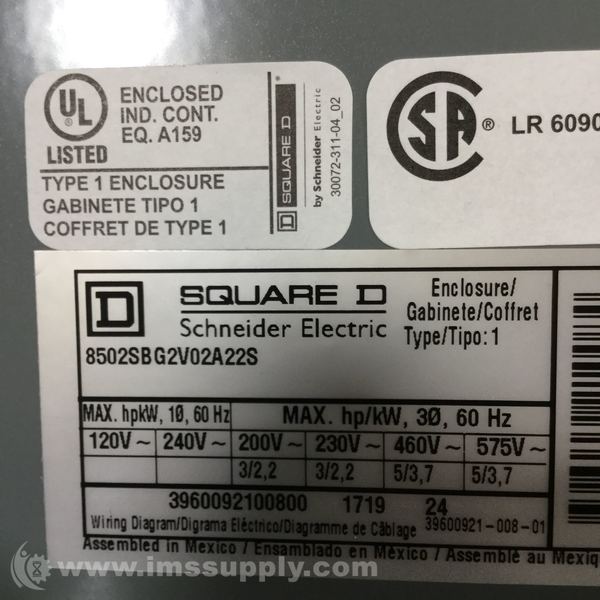 UL
LISTED
ENCLOSED
IND. CONT.
EQ. A159
TYPE 1 ENCLOSURE
GABINETE TIPO 1
COFFRET DE TYPE 1
SQUARE D
by Schneider Electric
30072-311-04_02
CSA ® LR 6090
SQUARE D
Schneider Electric
Enclosure/
Gabinete/Coffret
Type/Tipo: 1
8502SBG2V02A22S
MAX. hpkW, 1Ø, 60 Hz MAX. hp/kW, 3Ø, 60 Hz
120V~ 240V~ 200V~ 230V~ 460V~ 575V~
3/2,2 3/2,2 5/3,7 5/3,7
3960092100800 1719 24
Wiring Diagram/Digrama Eléctrico/Diagramme de Câblage 39600921-008-01
Assembled in Mexico / Ensamblado en México / Assemblé au Mexiq
www.imssupply.com